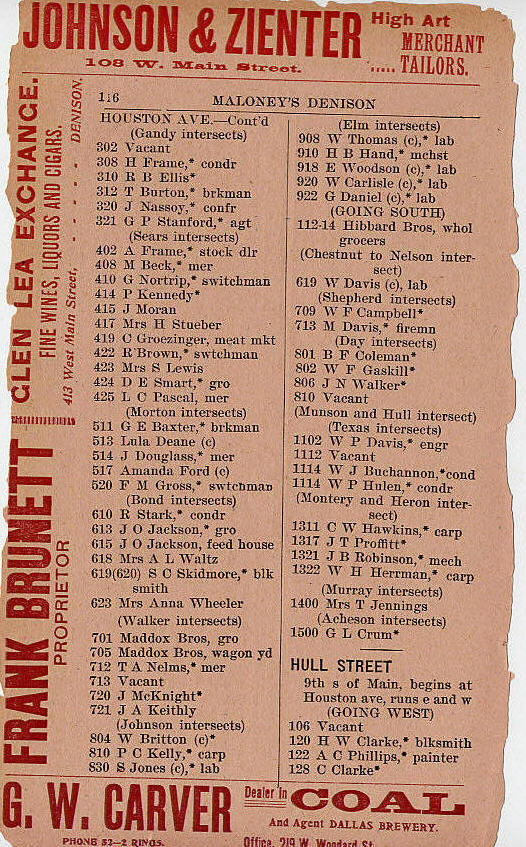 JOHNSON & ZIENTER High Art
MERCHANT
108 W. Main Street. ..... TAILORS.
GLEN LEA EXCHANGE.
FINE WINES, LIQUORS AND CIGARS.
413 West Main Street, - - - - - DENISON.
FRANK BRUNETT
PROPRIETOR
116 MALONEY'S DENISON
HOUSTON AVE.—Cont'd
(Gandy intersects)
302 Vacant
308 H Frame,* condr
310 R B Ellis*
312 T Burton,* brkman
320 J Nassoy,* confr
321 G P Stanford,* agt
(Sears intersects)
402 A Frame,* stock dlr
408 M Beck,* mer
410 G Nortrip,* switchman
414 P Kennedy*
415 J Moran
417 Mrs H Stueber
419 C Groezinger, meat mkt
422 R Brown,* swtchman
423 Mrs S Lewis
424 D E Smart,* gro
425 L C Pascal, mer
(Morton intersects)
511 G E Baxter,* brkman
513 Lula Deane (c)
514 J Douglass,* mer
517 Amanda Ford (c)
520 F M Gross,* swtchman
(Bond intersects)
610 R Stark,* condr
613 J O Jackson,* gro
615 J O Jackson, feed house
618 Mrs A L Waltz
619(620) S C Skidmore,* blk
smith
623 Mrs Anna Wheeler
(Walker intersects)
701 Maddox Bros, gro
705 Maddox Bros, wagon yd
712 T A Nelms,* mer
713 Vacant
720 J McKnight*
721 J A Keithly
(Johnson intersects)
804 W Britton (c)*
810 P C Kelly,* carp
830 S Jones (c),* lab
(Elm intersects)
908 W Thomas (c),* lab
910 H B Hand,* mchst
918 E Woodson (c),* lab
920 W Carlisle (c),* lab
922 G Daniel (c),* lab
(GOING SOUTH)
112-14 Hibbard Bros, whol
grocers
(Chestnut to Nelson inter-
sect)
619 W Davis (c), lab
(Shepherd intersects)
709 W F Campbell*
713 M Davis,* firemn
(Day intersects)
801 B F Coleman*
802 W F Gaskill*
806 J N Walker*
810 Vacant
(Munson and Hull intersect)
(Texas intersects)
1102 W P Davis,* engr
1112 Vacant
1114 W J Buchannon,*cond
1114 W P Hulen,* condr
(Montery and Heron inter-
sect)
1311 C W Hawkins,* carp
1317 J T Proffitt*
1321 J B Robinson,* mech
1322 W H Herrman,* carp
(Murray intersects)
1400 Mrs T Jennings
(Acheson intersects)
1500 G L Crum*
HULL STREET
9th s of Main, begins at
Houston ave, runs e and w
(GOING WEST)
106 Vacant
120 H W Clarke,* blksmith
122 A C Phillips,* painter
128 C Clarke*
G. W. CARVER Dealer in COAL
And Agent DALLAS BREWERY.
PHONE 52—2 RINGS. Office, 219 W. Woodard St.